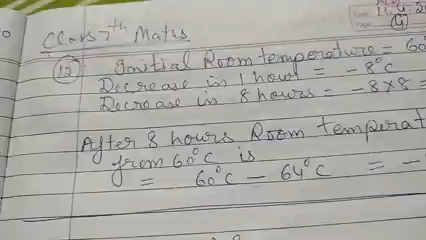 Class 7th Maths
(12) Initial Room temperature = 60
Decrease in 1 hour = -8°C
Decrease in 8 hours = -8×8 =
After 8 hours Room temperat
from 60°C is
= 60°C - 64°C = -